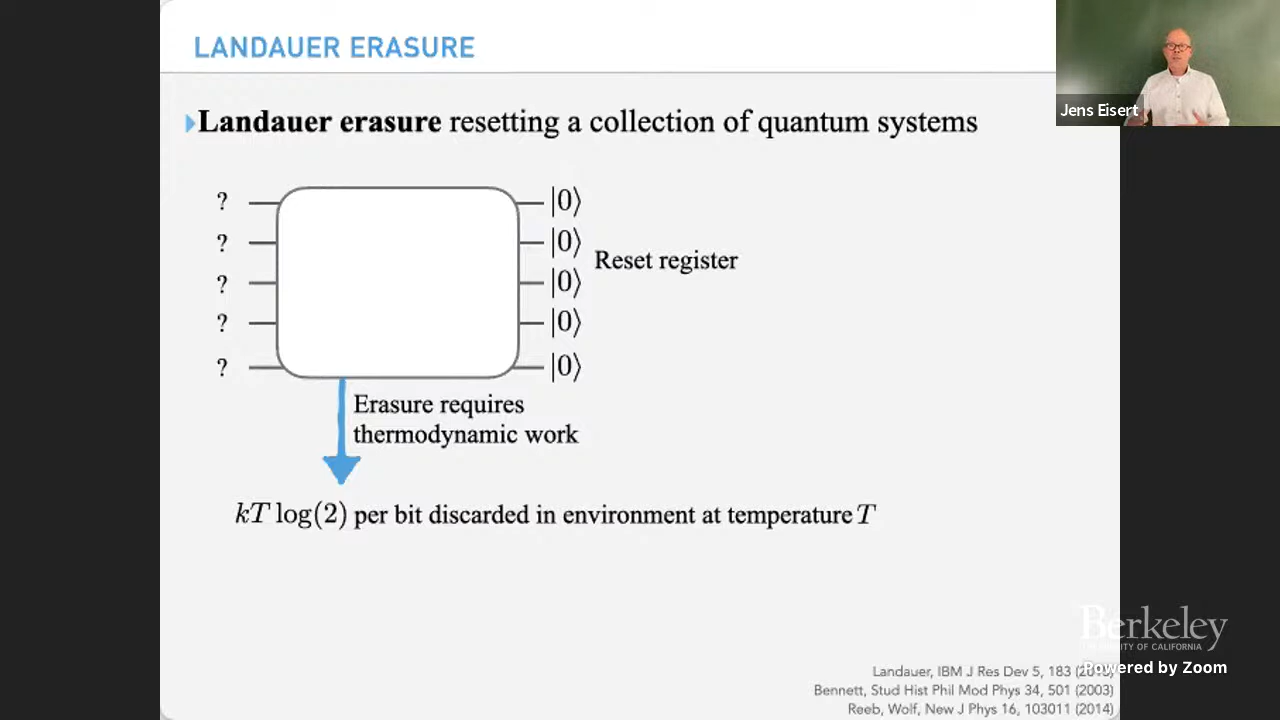 LANDAUER ERASURE
Jens Eisert
Landauer erasure resetting a collection of quantum systems
? |0⟩
? |0⟩
? |0⟩
? |0⟩
? |0⟩
Reset register
Erasure requires
thermodynamic work
kT log(2) per bit discarded in environment at temperature T
Berkeley
OF CALIFORNIA
Powered by Zoom
Landauer, IBM J Res Dev 5, 183
Bennett, Stud Hist Phil Mod Phys 34, 501 (2003)
Reeb, Wolf, New J Phys 16, 103011 (2014)